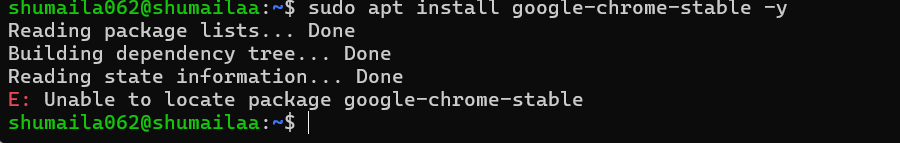 shumaila062@shumailaa:~$ sudo apt install google-chrome-stable -y
Reading package lists... Done
Building dependency tree... Done
Reading state information... Done
E: Unable to locate package google-chrome-stable
shumaila062@shumailaa:~$